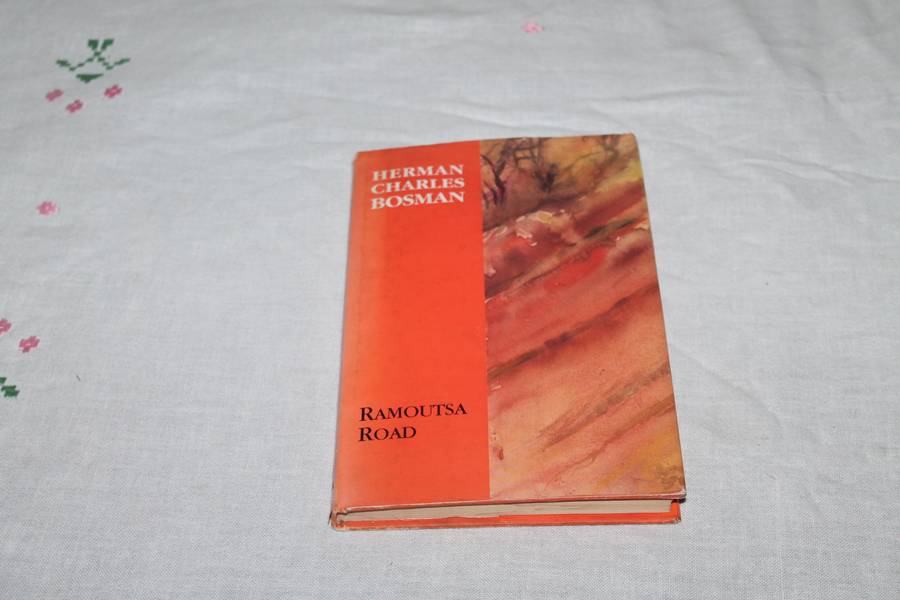 HERMAN
CHARLES
BOSMAN
RAMOUTSA
ROAD